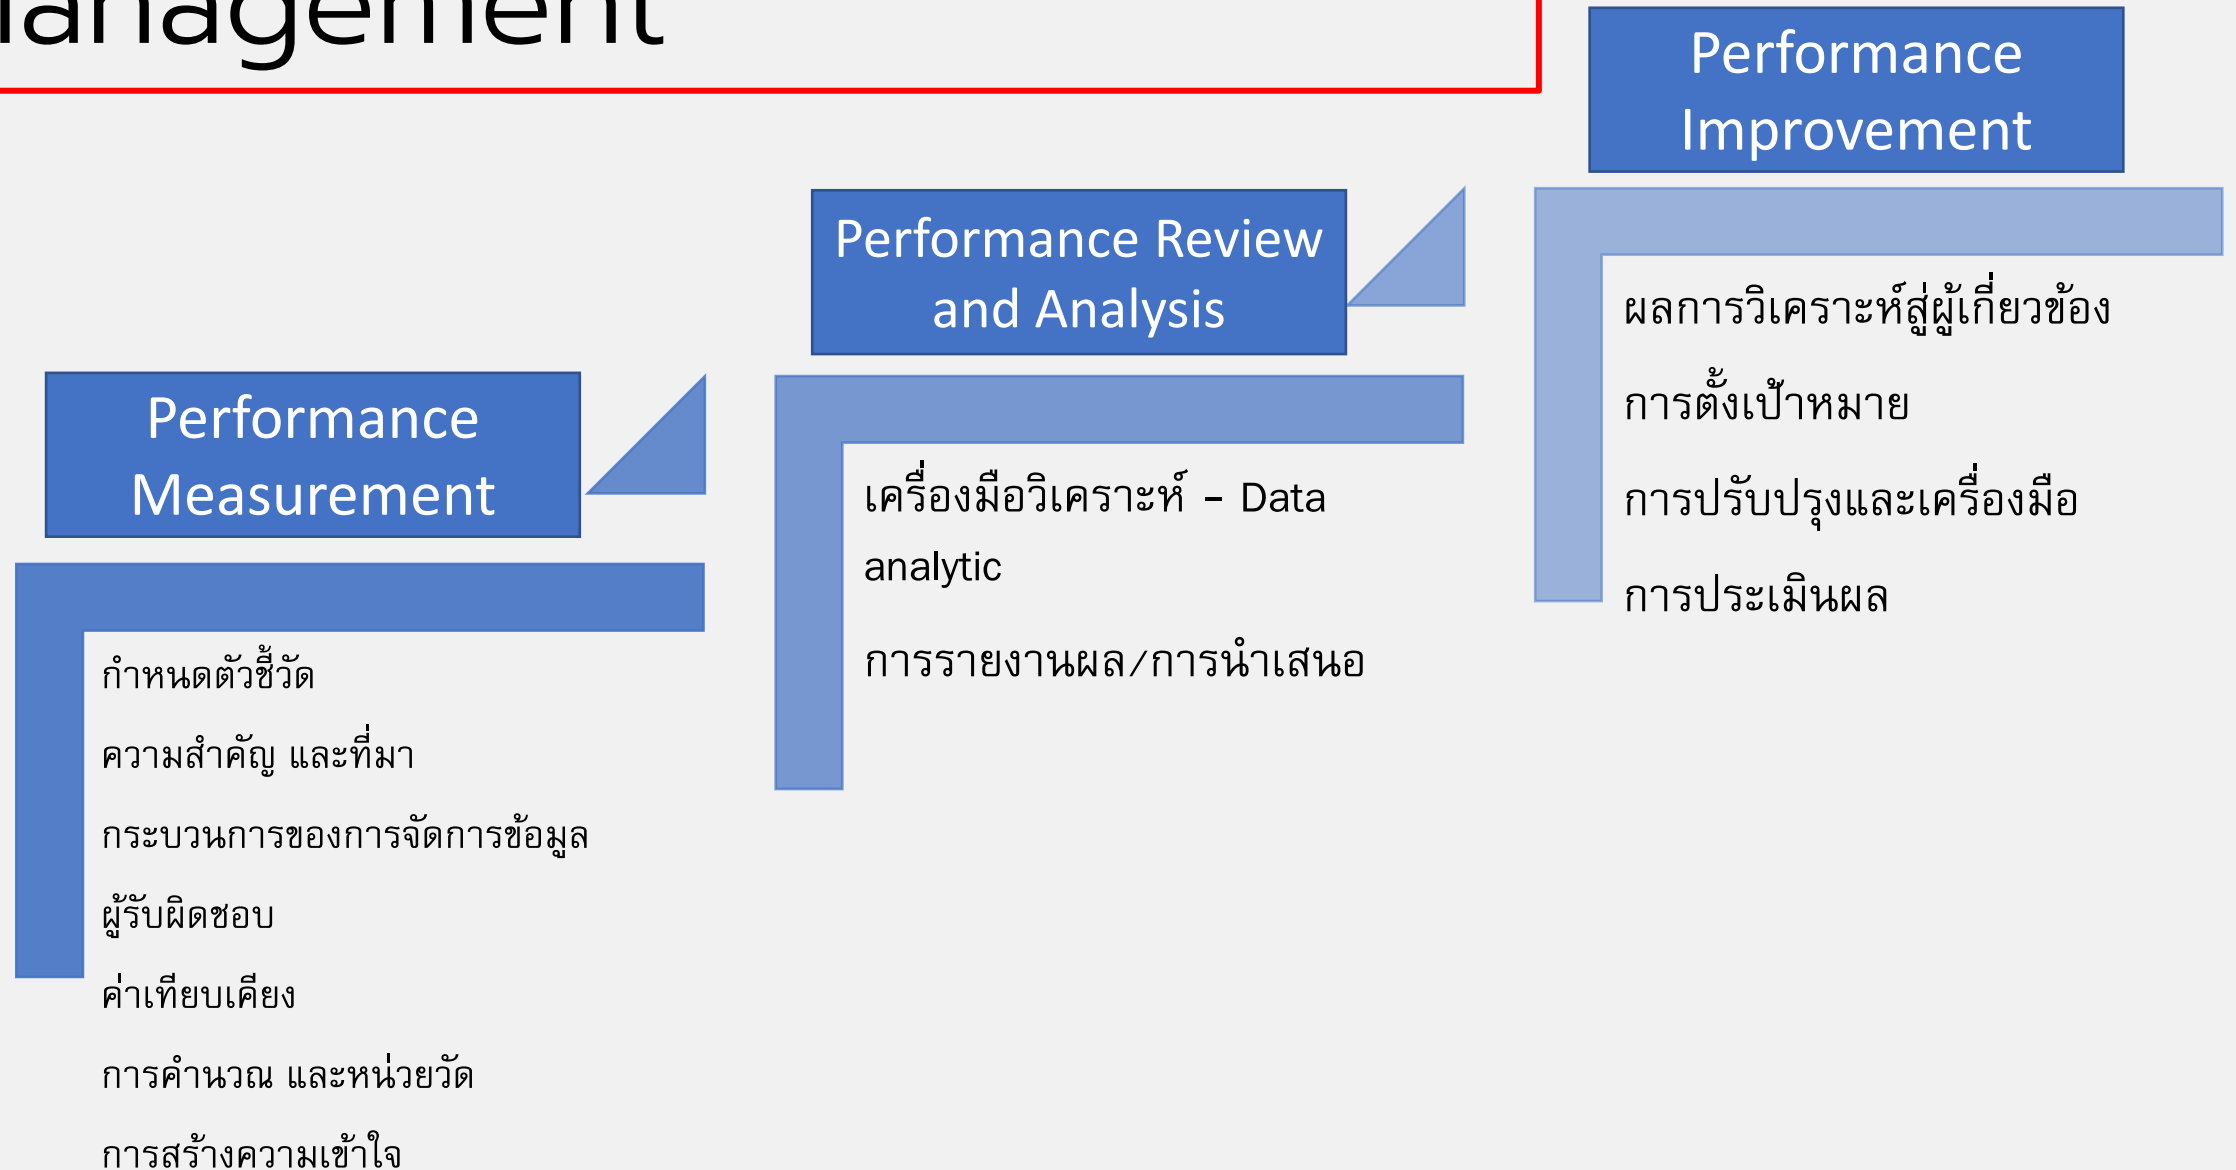 Performance
Measurement
กำหนดตัวชี้วัด
ความสำคัญ และที่มา
กระบวนการของการจัดการข้อมูล
ผู้รับผิดชอบ
ค่าเทียบเคียง
การคำนวณ และหน่วยวัด
การสร้างความเข้าใจ
Performance Review
and Analysis
เครื่องมือวิเคราะห์ – Data
analytic
การรายงานผล/การนำเสนอ
Performance
Improvement
ผลการวิเคราะห์สู่ผู้เกี่ยวข้อง
การตั้งเป้าหมาย
การปรับปรุงและเครื่องมือ
การประเมินผล